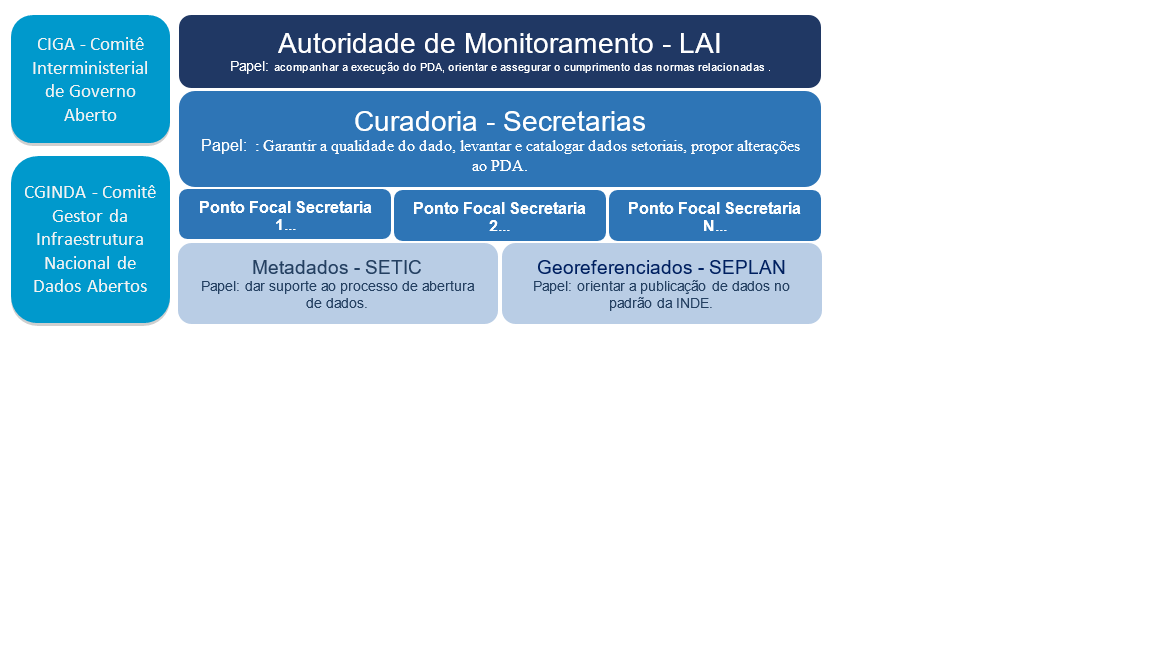 CIGA - Comitê
Interministerial
de Governo
Aberto
CGINDA - Comitê
Gestor da
Infraestrutura
Nacional de
Dados Abertos
Autoridade de Monitoramento - LAI
Papel: acompanhar a execução do PDA, orientar e assegurar o cumprimento das normas relacionadas .
Curadoria - Secretarias
Papel: : Garantir a qualidade do dado, levantar e catalogar dados setoriais, propor alterações
ao PDA.
Ponto Focal Secretaria
1...
Ponto Focal Secretaria
2...
Ponto Focal Secretaria
N...
Metadados - SETIC
Papel: dar suporte ao processo de abertura
de dados.
Georeferenciados - SEPLAN
Papel: orientar a publicação de dados no
padrão da INDE.